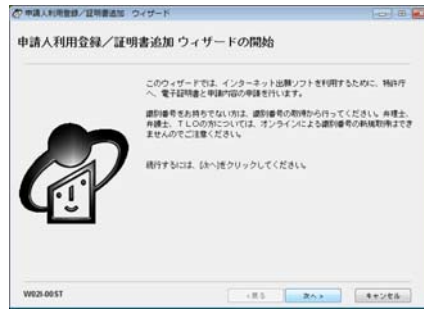 申請人利用登録／証明書追加 ウィザード
申請人利用登録／証明書追加 ウィザードの開始
このウィザードでは、インターネット出願ソフトを利用するために、特許庁
へ、電子証明書と申請内容の申請を行います。
識別番号をお持ちでない方は、識別番号の取得から行ってください。弁理士、
弁護士、TLOの方については、オンラインによる識別番号の新規取得はでき
ませんのでご注意ください。
続行するには、[次へ]をクリックしてください。
W021-00ST
<戻る
次へ>
キャンセル